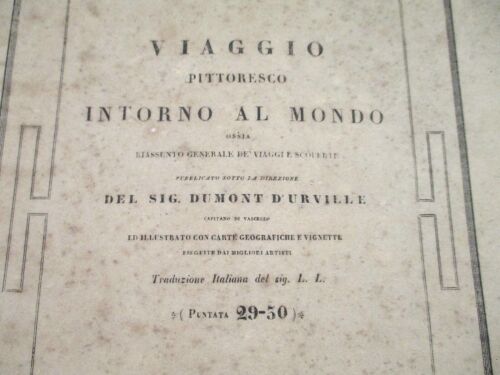 VIAGGIO
PITTORESCO
INTORNO AL MONDO
OSSIA
RIASSUNTO GENERALE DE' VIAGGI E SCOPERTE
PUBBLICATO SOTTO LA DIREZIONE
DEL SIG. DUMONT D'URVILLE
CAPITANO DI VASCELLO
ED ILLUSTRATO CON CARTE GEOGRAFICHE E VIGNETTE
ESEGUITE DAI MIGLIORI ARTISTI
Traduzione Italiana del sig. L. L.
( PUNTATA 29-30 )